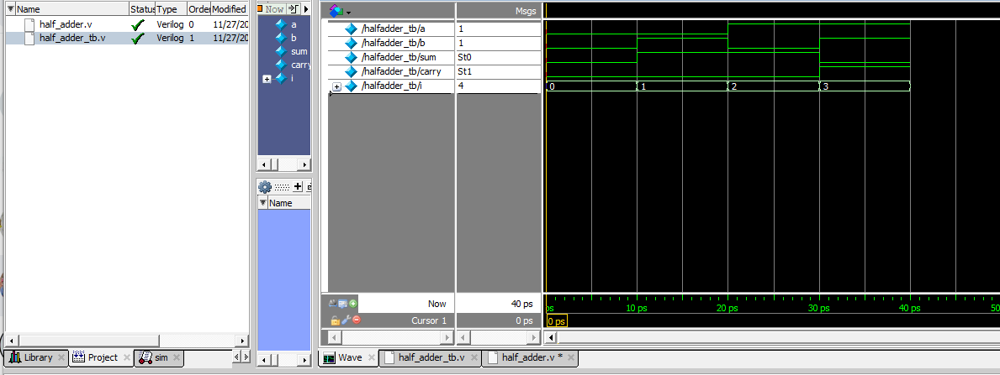 Name Status Type Order Modified
half_adder.v Verilog 0 11/27/20
half_adder_tb.v Verilog 1 11/27/20
Now
a
b
sum
carry
i
Name
Msgs
/halfadder_tb/a 1
/halfadder_tb/b 1
/halfadder_tb/sum St0
/halfadder_tb/carry St1
/halfadder_tb/i 4 0 1 2 3
Now 40 ps ps 10 ps 20 ps 30 ps 40 ps 50
Cursor 1 0 ps 0 ps
Library Project sim
Wave half_adder_tb.v half_adder.v *